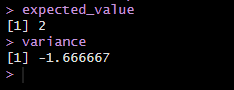 > expected_value
[1] 2
> variance
[1] -1.666667
>